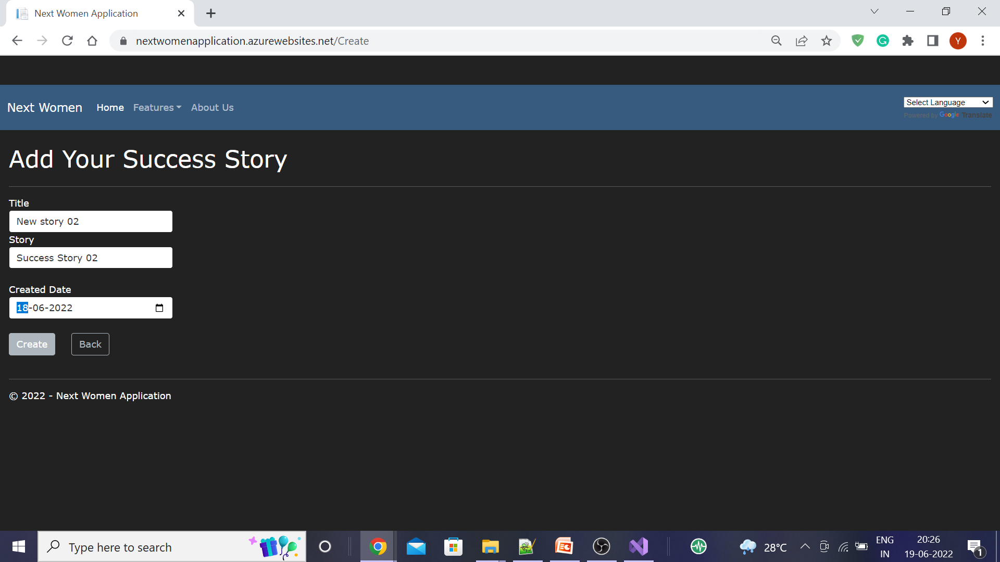 Next Women Application
nextwomenapplication.azurewebsites.net/Create
Y
Next Women Home Features About Us
Select Language
Powered by Google Translate
Add Your Success Story
Title
New story 02
Story
Success Story 02
Created Date
18-06-2022
Create Back
© 2022 - Next Women Application
Type here to search
28°C
ENG
IN
20:26
19-06-2022
1